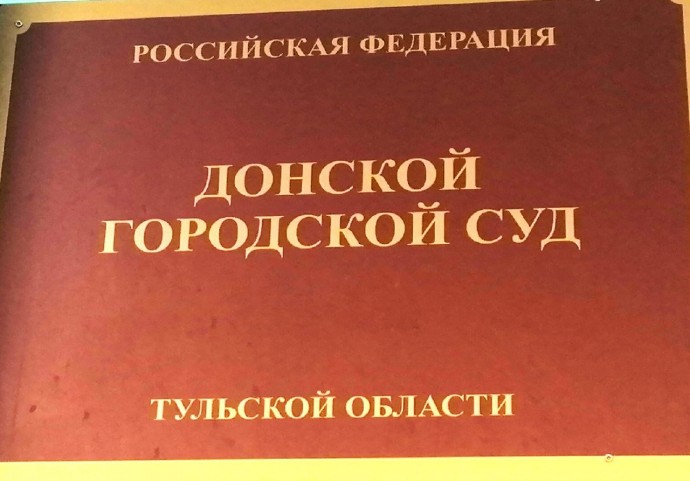 РОССИЙСКАЯ ФЕДЕРАЦИЯ
ДОНСКОЙ
ГОРОДСКОЙ СУД
ТУЛЬСКОЙ ОБЛАСТИ